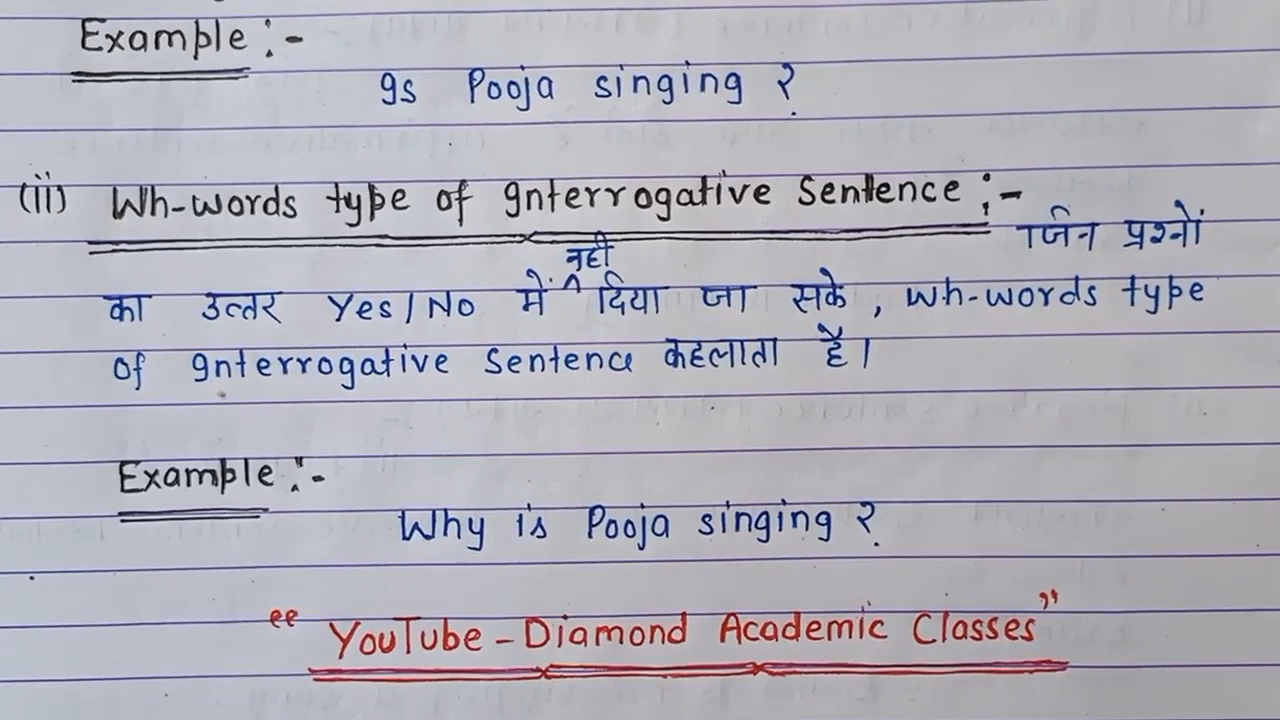 Example :-
Is Pooja singing ?
(ii) Wh-words type of Interrogative Sentence :-
जिन प्रश्नों
का उत्तर Yes/No में ^ नही दिया जा सके, Wh-words type
of Interrogative Sentence कहलाता है।
Example :-
Why is Pooja singing ?
“ YouTube - Diamond Academic Classes ”